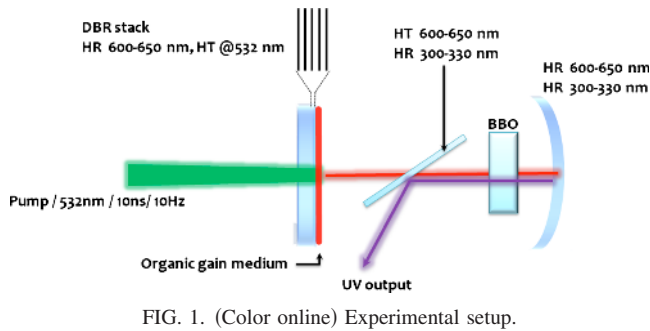 DBR stack
HR 600-650 nm, HT @532 nm
HT 600-650 nm
HR 300-330 nm
HR 600-650 nm
HR 300-330 nm
BBO
Pump / 532nm / 10ns/ 10Hz
Organic gain medium
UV output
FIG. 1. (Color online) Experimental setup.